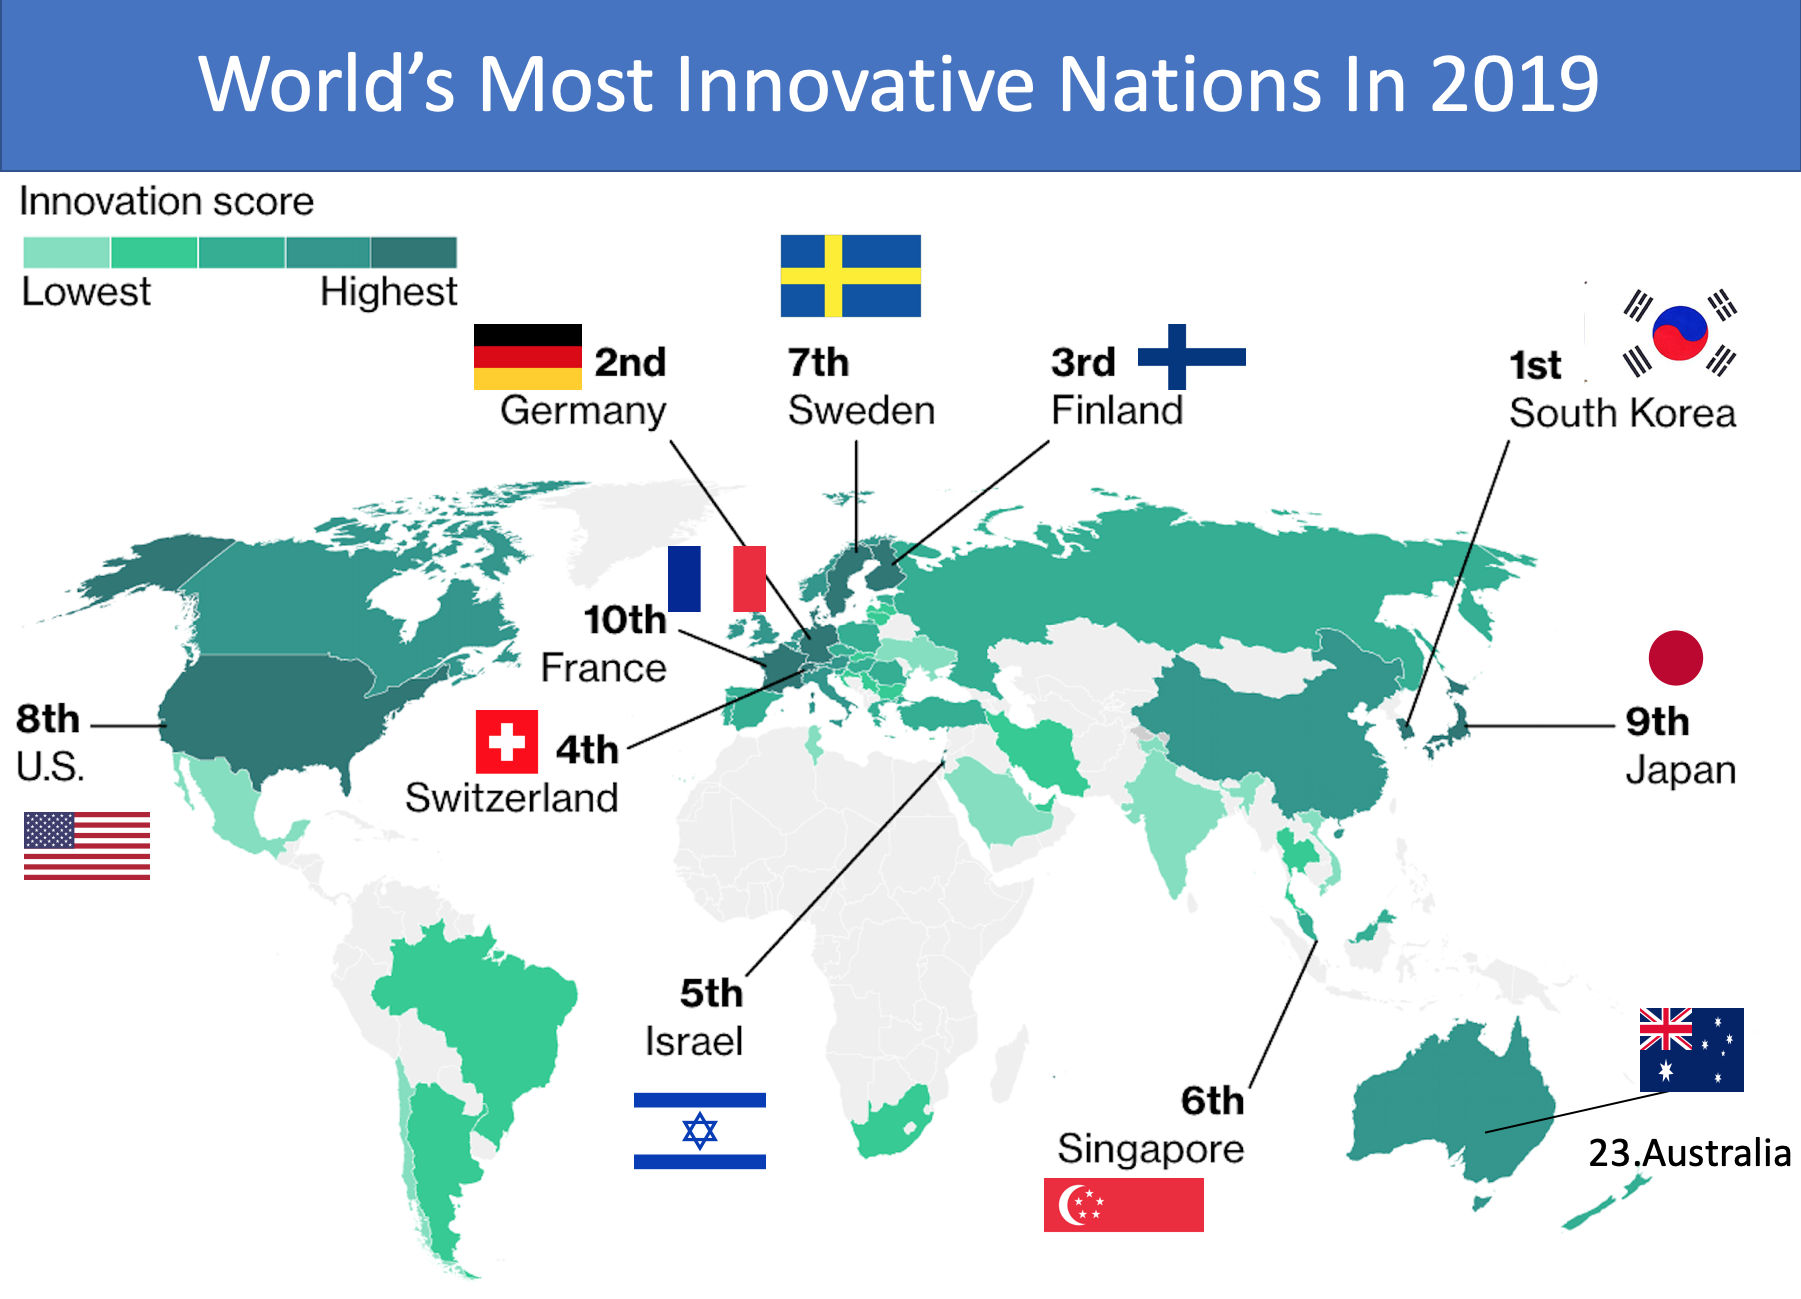 World's Most Innovative Nations In 2019
Innovation score
Lowest
Highest
2nd
Germany
7th
Sweden
3rd
Finland
1st
South Korea
10th
France
8th
U.S.
4th
Switzerland
9th
Japan
5th
Israel
6th
Singapore
23.Australia